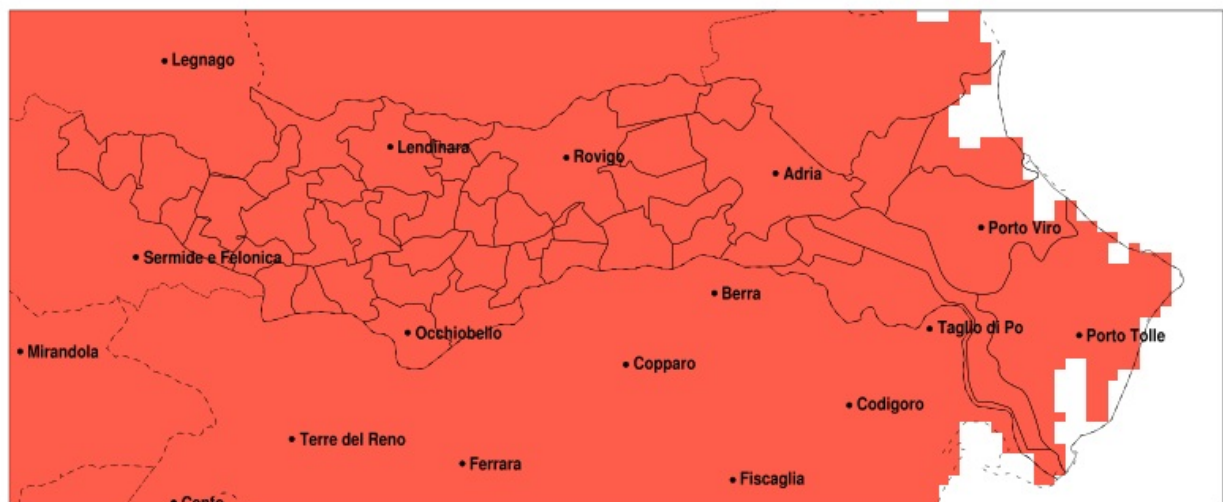 Legnago
Lendinara
Rovigo
Adria
Porto Viro
Sermide e Felonica
Berra
Occhiobello
Taglio di Po
Porto Tolle
Mirandola
Copparo
Codigoro
Terre del Reno
Ferrara
Fiscaglia